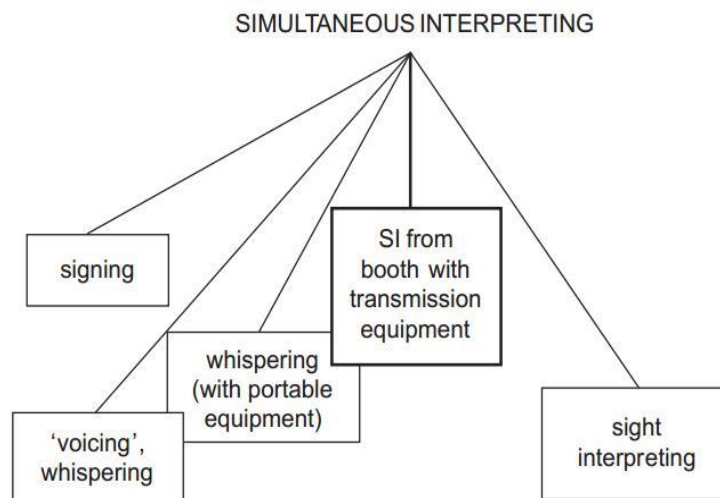 SIMULTANEOUS INTERPRETING
signing
SI from
booth with
transmission
equipment
whispering
(with portable
equipment)
‘voicing’,
whispering
sight
interpreting